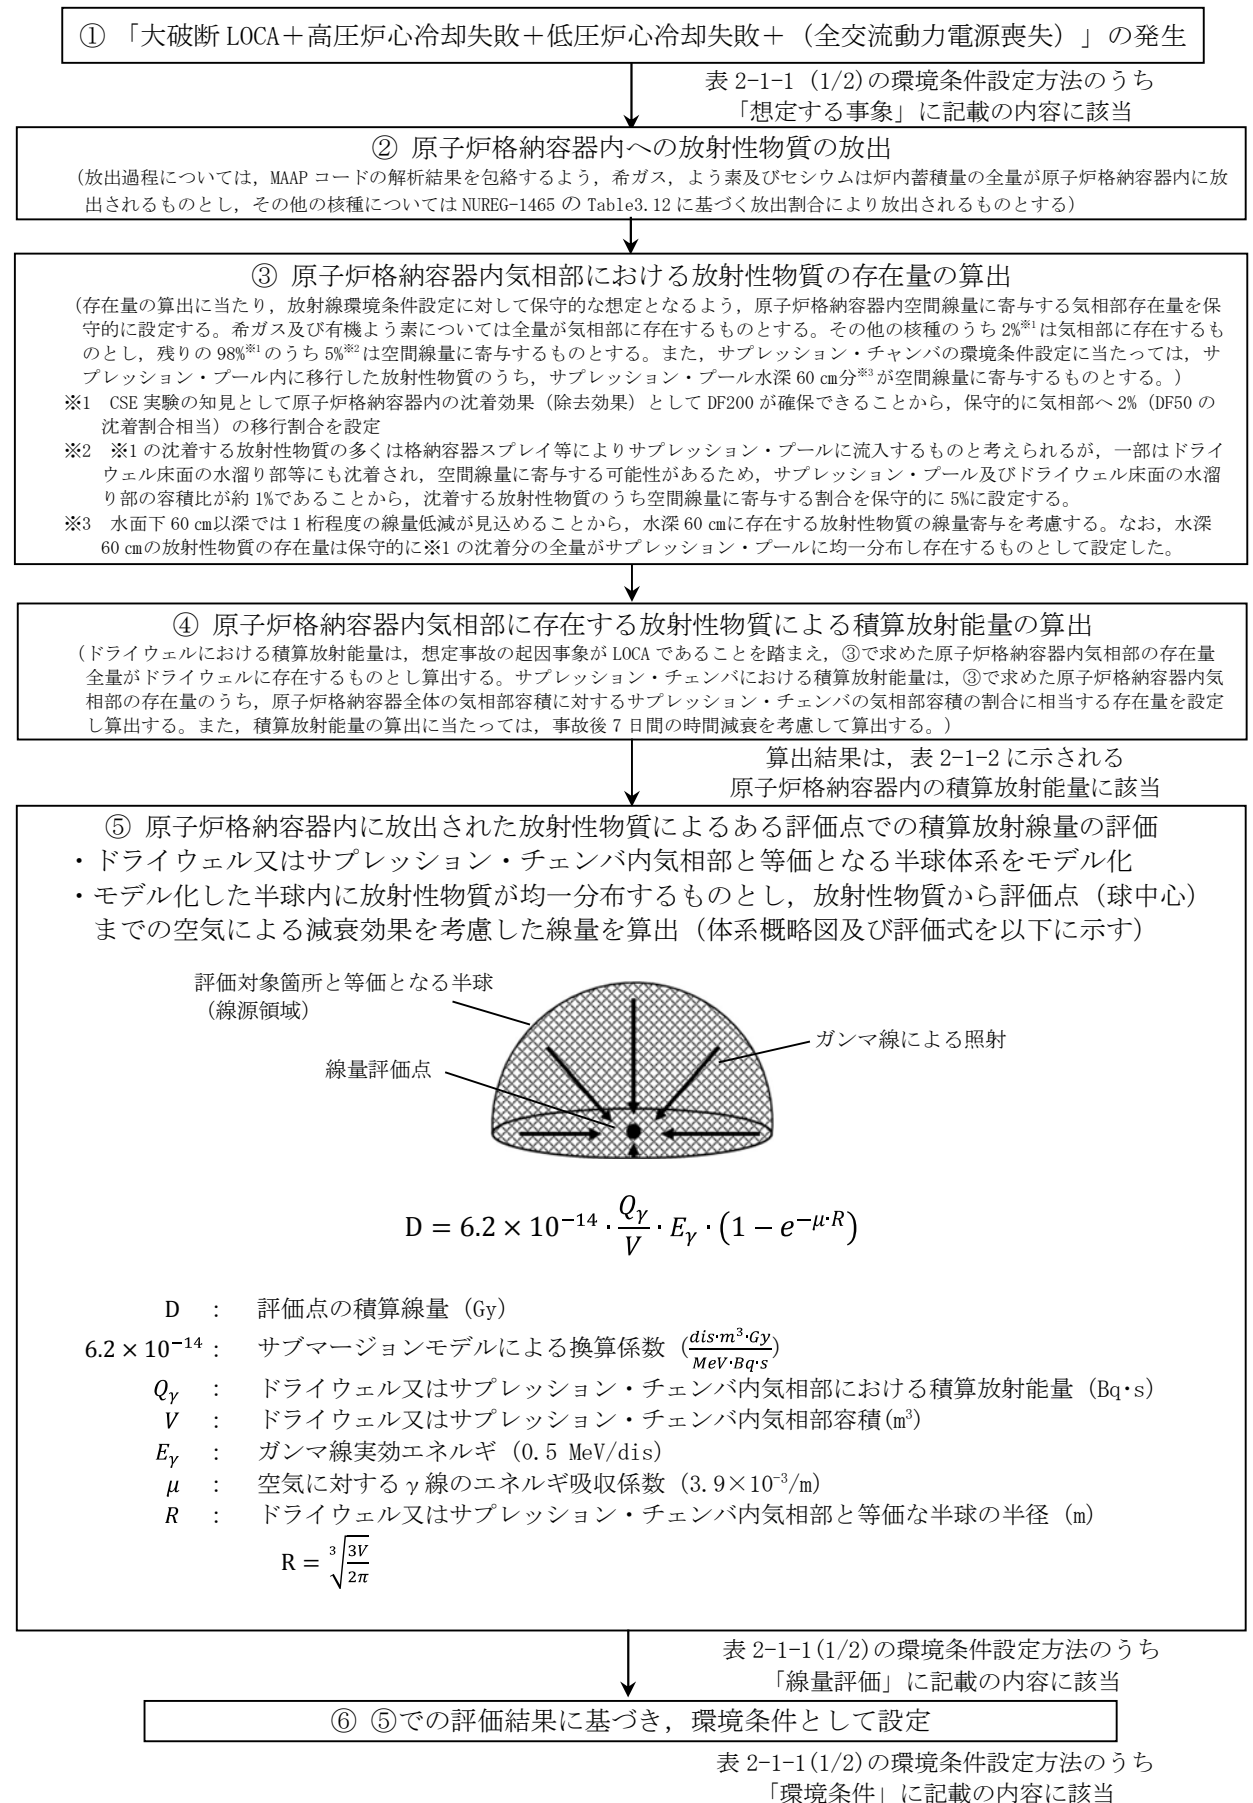 ① 「大破断 LOCA＋高圧炉心冷却失敗＋低圧炉心冷却失敗＋（全交流動力電源喪失）」の発生
表 2-1-1 (1/2)の環境条件設定方法のうち
「想定する事象」に記載の内容に該当
② 原子炉格納容器内への放射性物質の放出
（放出過程については，MAAP コードの解析結果を包絡するよう，希ガス，よう素及びセシウムは炉内蓄積量の全量が原子炉格納容器内に放
出されるものとし，その他の核種については NUREG-1465 の Table3.12 に基づく放出割合により放出されるものとする）
③ 原子炉格納容器内気相部における放射性物質の存在量の算出
（存在量の算出に当たり，放射線環境条件設定に対して保守的な想定となるよう，原子炉格納容器内空間線量に寄与する気相部存在量を保
守的に設定する。希ガス及び有機よう素については全量が気相部に存在するものとする。その他の核種のうち 2%※1は気相部に存在するも
のとし，残りの 98%※1のうち 5%※2は空間線量に寄与するものとする。また，サプレッション・チャンバの環境条件設定に当たっては，サ
プレッション・プール内に移行した放射性物質のうち，サプレッション・プール水深 60 ㎝分※3が空間線量に寄与するものとする。）
※1 CSE 実験の知見として原子炉格納容器内の沈着効果（除去効果）として DF200 が確保できることから，保守的に気相部へ 2%（DF50 の
沈着割合相当）の移行割合を設定
※2 ※1 の沈着する放射性物質の多くは格納容器スプレイ等によりサプレッション・プールに流入するものと考えられるが，一部はドライ
ウェル床面の水溜り部等にも沈着され，空間線量に寄与する可能性があるため，サプレッション・プール及びドライウェル床面の水溜
り部の容積比が約 1%であることから，沈着する放射性物質のうち空間線量に寄与する割合を保守的に 5%に設定する。
※3 水面下 60 ㎝以深では 1 桁程度の線量低減が見込めることから，水深 60 ㎝に存在する放射性物質の線量寄与を考慮する。なお，水深
60 ㎝の放射性物質の存在量は保守的に※1 の沈着分の全量がサプレッション・プールに均一分布し存在するものとして設定した。
④ 原子炉格納容器内気相部に存在する放射性物質による積算放射能量の算出
（ドライウェルにおける積算放射能量は，想定事故の起因事象が LOCA であることを踏まえ，③で求めた原子炉格納容器内気相部の存在量
全量がドライウェルに存在するものとし算出する。サプレッション・チェンバにおける積算放射能量は，③で求めた原子炉格納容器内気
相部の存在量のうち，原子炉格納容器全体の気相部容積に対するサプレッション・チェンバの気相部容積の割合に相当する存在量を設定
し算出する。また，積算放射能量の算出に当たっては，事故後 7 日間の時間減衰を考慮して算出する。）
算出結果は，表 2-1-2 に示される
原子炉格納容器内の積算放射能量に該当
⑤ 原子炉格納容器内に放出された放射性物質によるある評価点での積算放射線量の評価
・ドライウェル又はサプレッション・チェンバ内気相部と等価となる半球体系をモデル化
・モデル化した半球内に放射性物質が均一分布するものとし，放射性物質から評価点（球中心）
までの空気による減衰効果を考慮した線量を算出（体系概略図及び評価式を以下に示す）
評価対象箇所と等価となる半球
（線源領域）
ガンマ線による照射
線量評価点
D = 6.2 × 10⁻¹⁴ · Qγ/V · Eγ · (1 − e^(−μ·R))
D ： 評価点の積算線量（Gy）
6.2 × 10⁻¹⁴ ： サブマージョンモデルによる換算係数（dis·m³·Gy/MeV·Bq·s）
Qγ ： ドライウェル又はサプレッション・チェンバ内気相部における積算放射能量（Bq･s）
V ： ドライウェル又はサプレッション・チェンバ内気相部容積(m³)
Eγ ： ガンマ線実効エネルギ（0.5 MeV/dis）
μ ： 空気に対するγ線のエネルギ吸収係数（3.9×10⁻³/m）
R ： ドライウェル又はサプレッション・チェンバ内気相部と等価な半球の半径（m）
R = ³√(3V/2π)
表 2-1-1(1/2)の環境条件設定方法のうち
「線量評価」に記載の内容に該当
⑥ ⑤での評価結果に基づき，環境条件として設定
表 2-1-1(1/2)の環境条件設定方法のうち
「環境条件」に記載の内容に該当